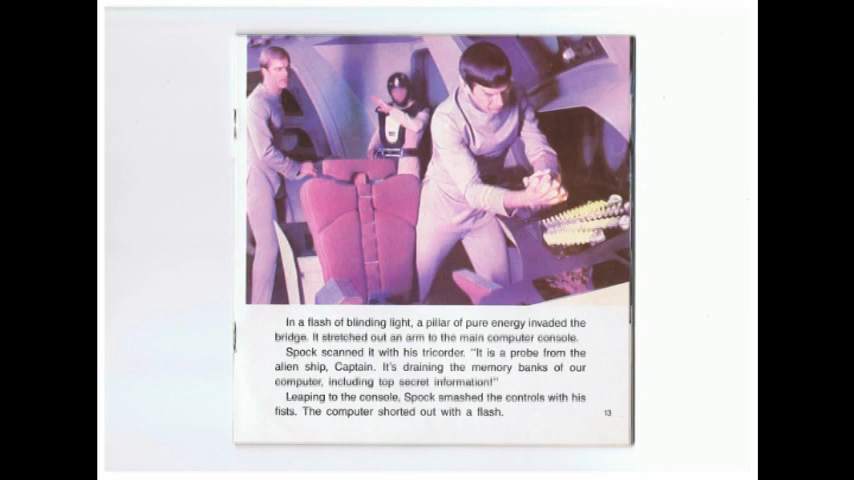 In a flash of blinding light, a pillar of pure energy invaded the
bridge. It stretched out an arm to the main computer console.
Spock scanned it with his tricorder. "It is a probe from the
alien ship, Captain. It's draining the memory banks of our
computer, including top secret information!"
Leaping to the console, Spock smashed the controls with his
fists. The computer shorted out with a flash.
13